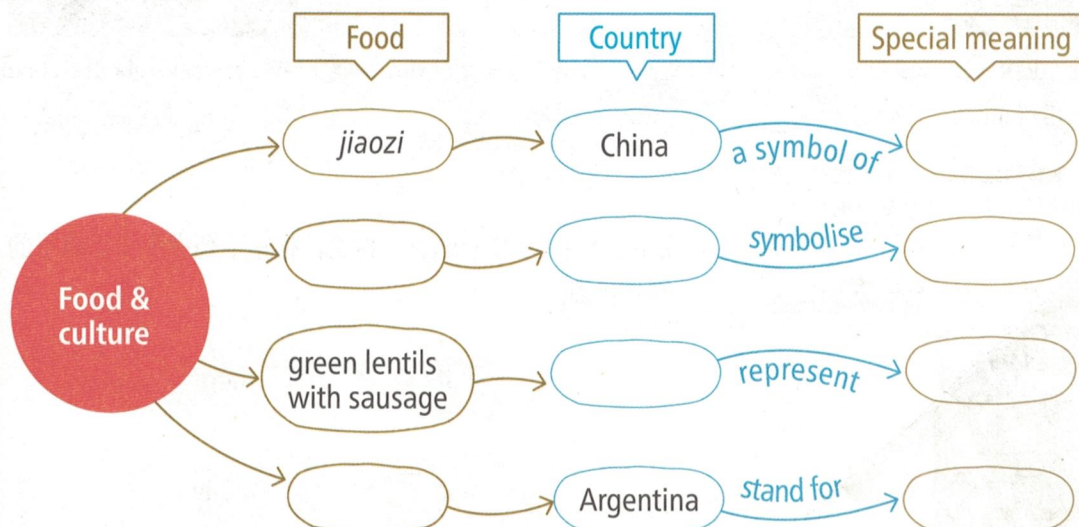 Food
Country
Special meaning
jiaozi
China
a symbol of
symbolise
Food &
culture
green lentils
with sausage
represent
Argentina
stand for